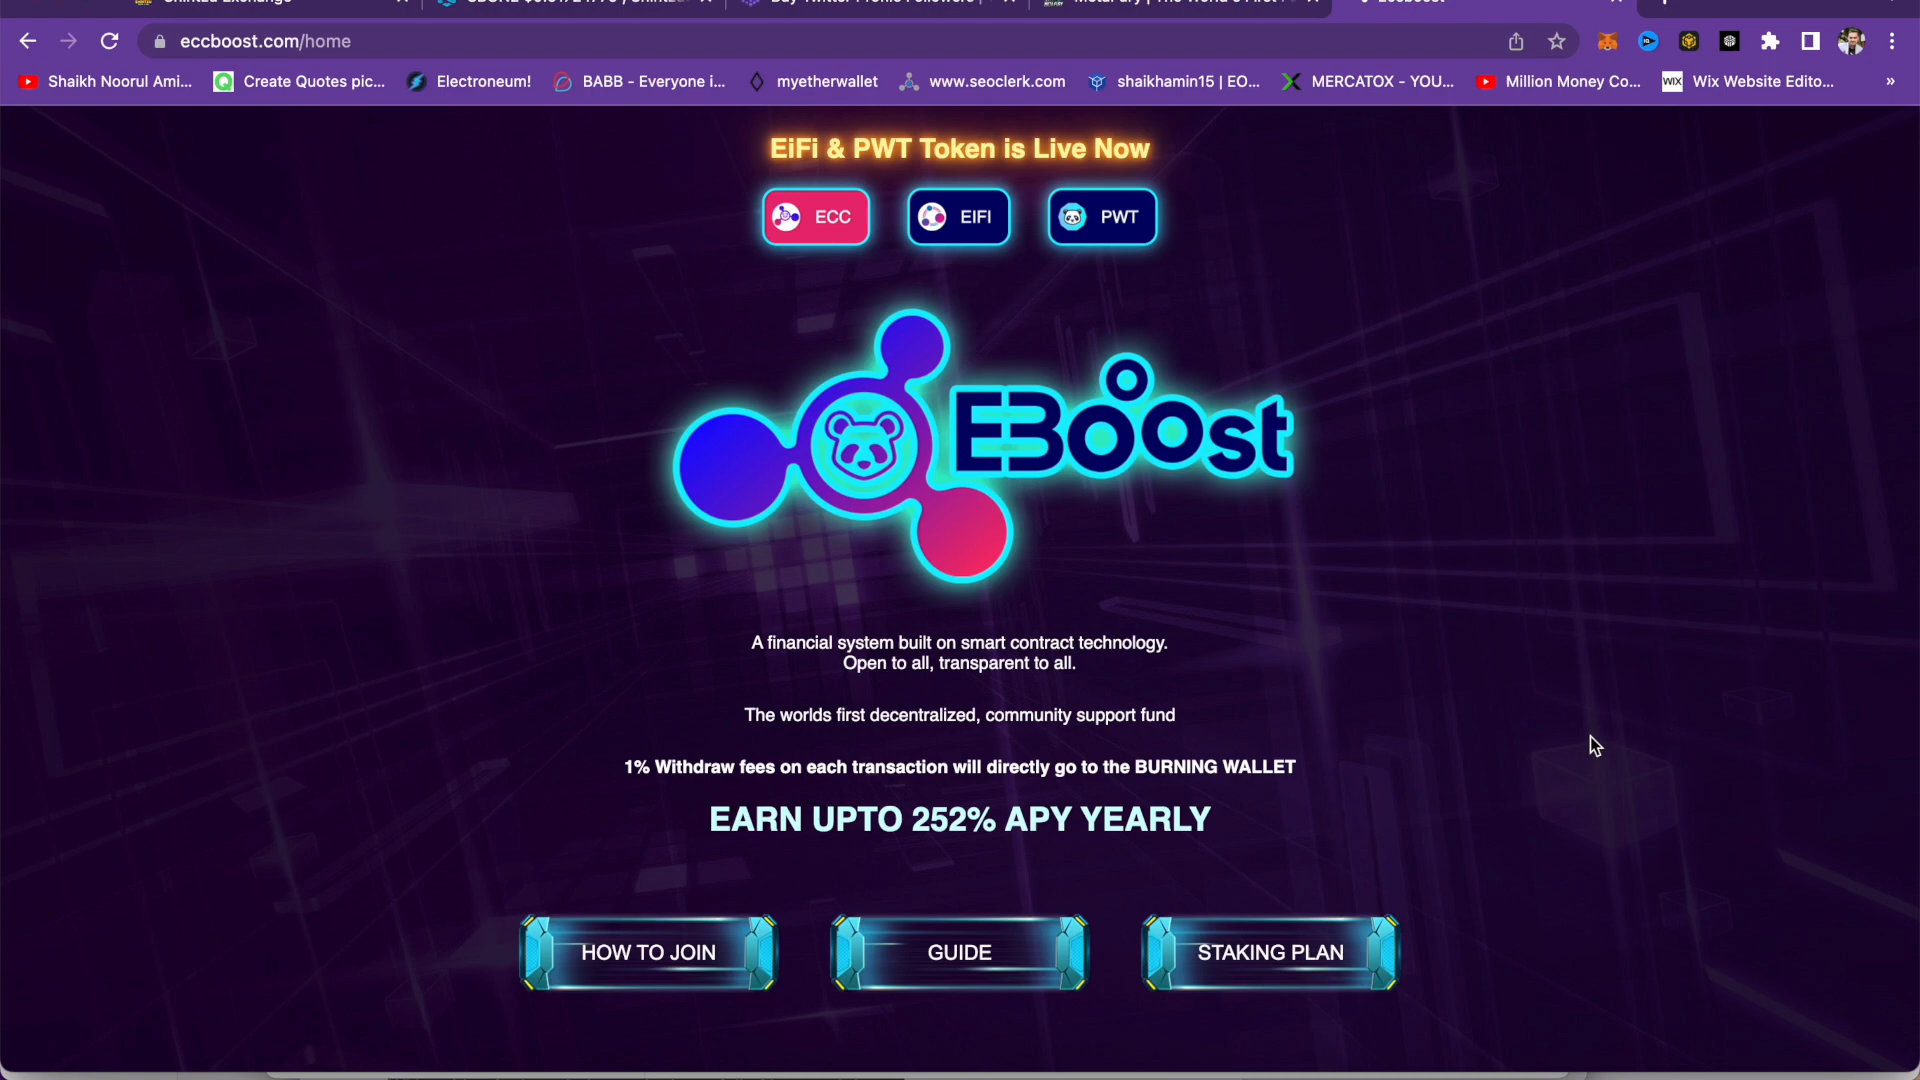 eccboost.com/home
Shaikh Noorul Ami...
Create Quotes pic...
Electroneum!
BABB - Everyone i...
myetherwallet
www.seoclerk.com
shaikhamin15 | EO...
MERCATOX - YOU...
Million Money Co...
WIX
Wix Website Edito...
»
EiFi & PWT Token is Live Now
ECC
EIFI
PWT
EBoost
A financial system built on smart contract technology.
Open to all, transparent to all.
The worlds first decentralized, community support fund
1% Withdraw fees on each transaction will directly go to the BURNING WALLET
EARN UPTO 252% APY YEARLY
HOW TO JOIN
GUIDE
STAKING PLAN